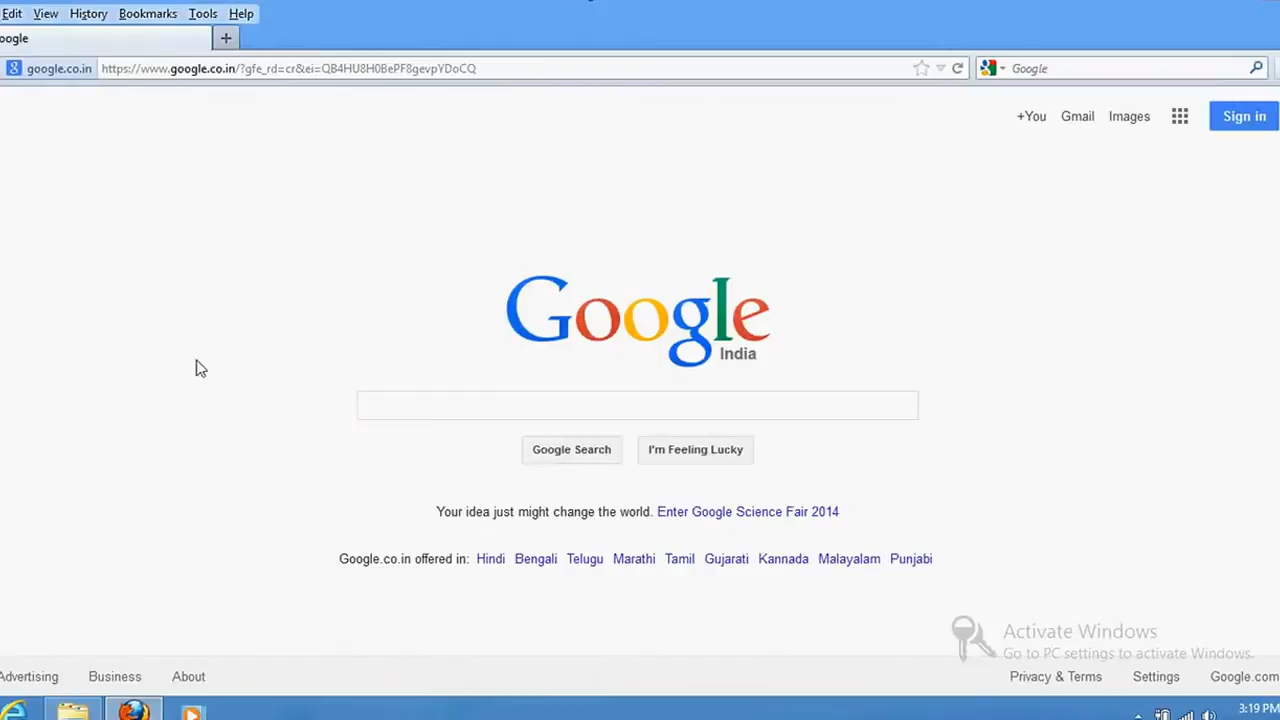 Edit View History Bookmarks Tools Help
oogle +
google.co.in https://www.google.co.in/?gfe_rd=cr&ei=QB4HU8H0BePF8gevpYDoCQ Google
+You Gmail Images Sign in
Google
India
Google Search I'm Feeling Lucky
Your idea just might change the world. Enter Google Science Fair 2014
Google.co.in offered in: Hindi Bengali Telugu Marathi Tamil Gujarati Kannada Malayalam Punjabi
Activate Windows
Go to PC settings to activate Windows.
Advertising Business About Privacy & Terms Settings Google.com
3:19 PM